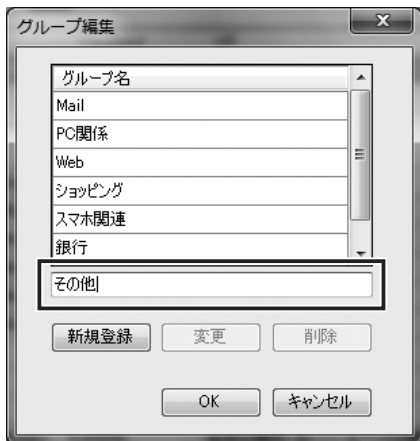 グループ編集
x
グループ名
Mail
PC関係
Web
ショッピング
スマホ関連
銀行
その他
新規登録 変更 削除
OK キャンセル